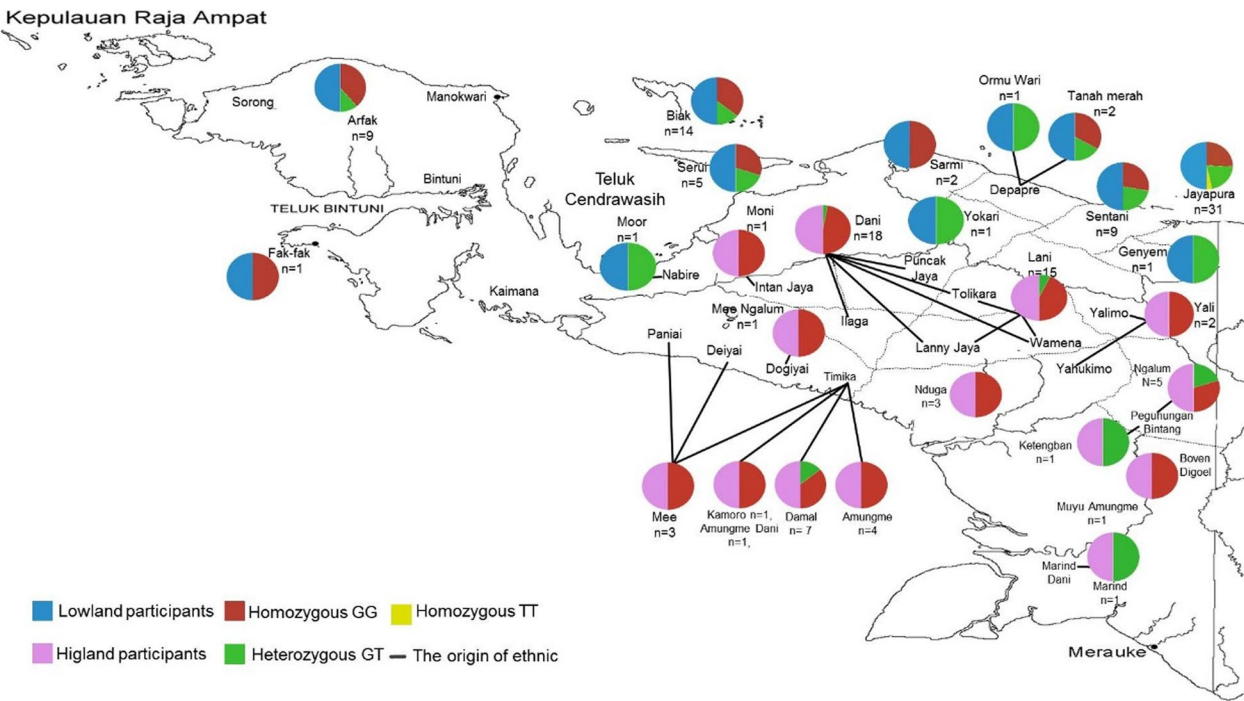 Kepulauan Raja Ampat
Sorong
Manokwari
Arfak
n=9
Bintuni
TELUK BINTUNI
Fak-fak
n=1
Kaimana
Biak
n=14
Serui
n=5
Teluk
Cendrawasih
Moor
n=1
Nabire
Moni
n=1
Intan Jaya
Dani
n=18
Sarmi
n=2
Yokari
n=1
Ormu Wari
n=1
Tanah merah
n=2
Depapre
Sentani
n=9
Jayapura
n=31
Genyem
n=1
Puncak
Jaya
Tolikara
Ilaga
Lani
n=15
Lanny Jaya
Wamena
Yalimo
Yali
n=2
Yahukimo
Mee Ngalum
n=1
Dogiyai
Paniai
Deiyai
Timika
Nduga
n=3
Ngalum
N=5
Peguhungan
Bintang
Ketengban
n=1
Boven
Digoel
Muyu Amungme
n=1
Mee
n=3
Kamoro n=1,
Amungme Dani
n=1,
Damal
n= 7
Amungme
n=4
Marind
Dani
Marind
n=1
Merauke
Lowland participants
Homozygous GG
Homozygous TT
Higland participants
Heterozygous GT
The origin of ethnic